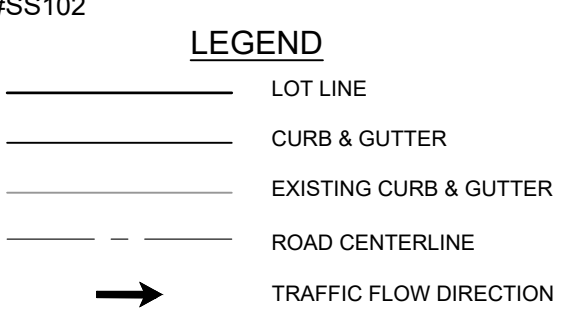 #SS102
LEGEND
LOT LINE
CURB & GUTTER
EXISTING CURB & GUTTER
ROAD CENTERLINE
TRAFFIC FLOW DIRECTION